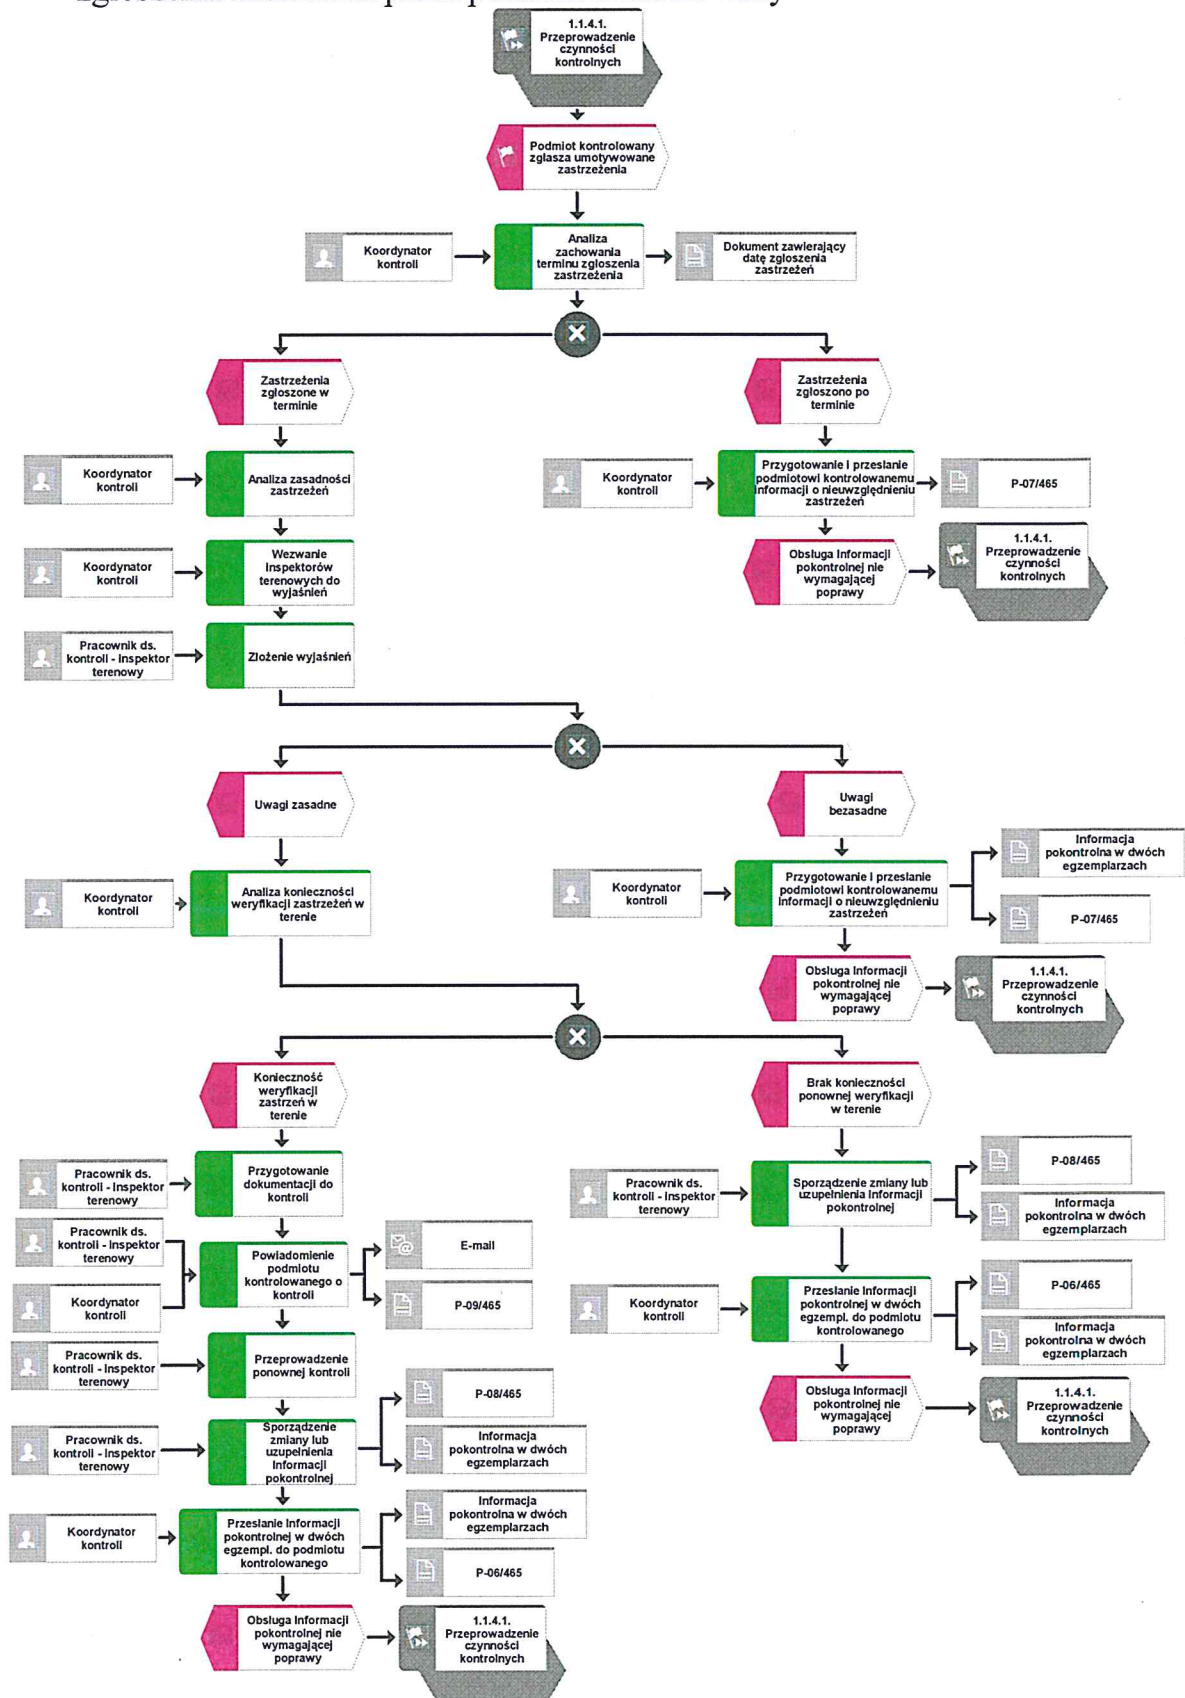 1.1.4.1.
Przeprowadzenie
czynności
kontrolnych
Podmiot kontrolowany
zgłasza umotywowane
zastrzeżenia
Koordynator
kontroli
Analiza
zachowania
terminu zgłoszenia
zastrzeżenia
Dokument zawierający
datę zgłoszenia
zastrzeżeń
Zastrzeżenia
zgłoszone w
terminie
Zastrzeżenia
zgłoszono po
terminie
Koordynator
kontroli
Analiza zasadności
zastrzeżeń
Koordynator
kontroli
Przygotowanie i przesłanie
podmiotowi kontrolowanemu
Informacji o nieuwzględnieniu
zastrzeżeń
P-07/465
Koordynator
kontroli
Wezwanie
Inspektorów
terenowych do
wyjaśnień
Obsługa Informacji
pokontrolnej nie
wymagającej
poprawy
1.1.4.1.
Przeprowadzenie
czynności
kontrolnych
Pracownik ds.
kontroli - Inspektor
terenowy
Złożenie wyjaśnień
Uwagi zasadne
Uwagi
bezasadne
Koordynator
kontroli
Analiza konieczności
weryfikacji zastrzeżeń w
terenie
Koordynator
kontroli
Przygotowanie i przesłanie
podmiotowi kontrolowanemu
Informacji o nieuwzględnieniu
zastrzeżeń
Informacja
pokontrolna w dwóch
egzemplarzach
P-07/465
Obsługa Informacji
pokontrolnej nie
wymagającej
poprawy
1.1.4.1.
Przeprowadzenie
czynności
kontrolnych
Konieczność
weryfikacji
zastrzeń w
terenie
Brak konieczności
ponownej weryfikacji
w terenie
Pracownik ds.
kontroli - Inspektor
terenowy
Przygotowanie
dokumentacji do
kontroli
Pracownik ds.
kontroli - Inspektor
terenowy
Sporządzenie zmiany lub
uzupełnienia Informacji
pokontrolnej
P-08/465
Informacja
pokontrolna w dwóch
egzemplarzach
Pracownik ds.
kontroli - Inspektor
terenowy
Koordynator
kontroli
Powiadomienie
podmiotu
kontrolowanego o
kontroli
E-mail
P-09/465
Koordynator
kontroli
Przesłanie Informacji
pokontrolnej w dwóch
egzempl. do podmiotu
kontrolowanego
P-06/465
Informacja
pokontrolna w dwóch
egzemplarzach
Pracownik ds.
kontroli - Inspektor
terenowy
Przeprowadzenie
ponownej kontroli
Obsługa Informacji
pokontrolnej nie
wymagającej
poprawy
1.1.4.1.
Przeprowadzenie
czynności
kontrolnych
Pracownik ds.
kontroli - Inspektor
terenowy
Sporządzenie
zmiany lub
uzupełnienia
Informacji
pokontrolnej
P-08/465
Informacja
pokontrolna w dwóch
egzemplarzach
Koordynator
kontroli
Przesłanie Informacji
pokontrolnej w dwóch
egzempl. do podmiotu
kontrolowanego
Informacja
pokontrolna w dwóch
egzemplarzach
P-06/465
Obsługa Informacji
pokontrolnej nie
wymagającej
poprawy
1.1.4.1.
Przeprowadzenie
czynności
kontrolnych